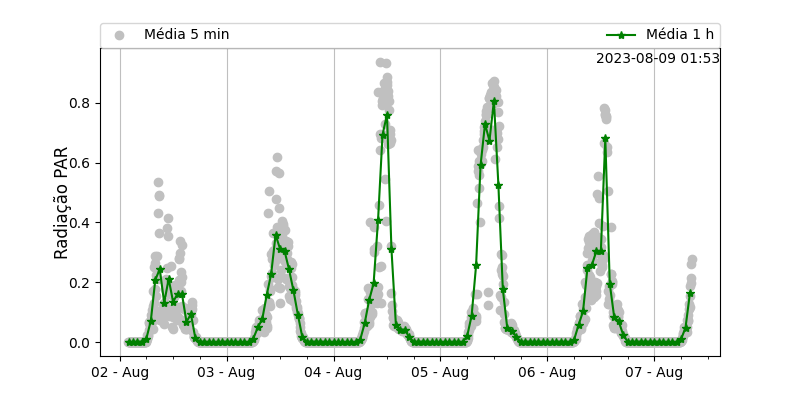 Média 5 min
Média 1 h
2023-08-09 01:53
Radiação PAR
0.8
0.6
0.4
0.2
0.0
02 - Aug
03 - Aug
04 - Aug
05 - Aug
06 - Aug
07 - Aug